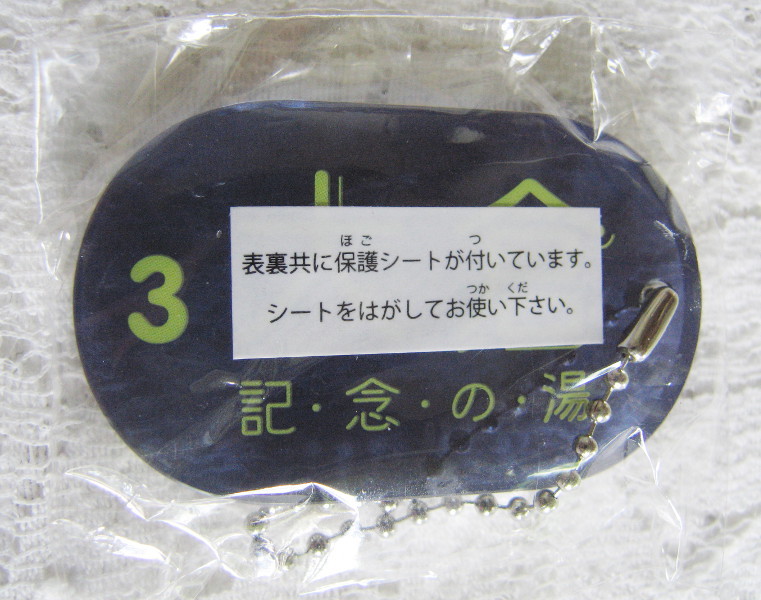 3
表裏共に保護シートが付いています。
シートをはがしてお使い下さい。
記・念・の・湯